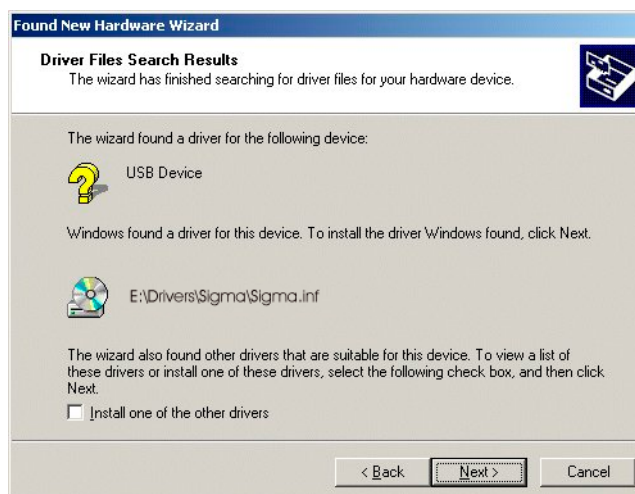 Found New Hardware Wizard
Driver Files Search Results
The wizard has finished searching for driver files for your hardware device.
The wizard found a driver for the following device:
USB Device
Windows found a driver for this device. To install the driver Windows found, click Next.
E:\Drivers\Sigma\Sigma.inf
The wizard also found other drivers that are suitable for this device. To view a list of
these drivers or install one of these drivers, select the following check box, and then click
Next.
Install one of the other drivers
< Back Next > Cancel